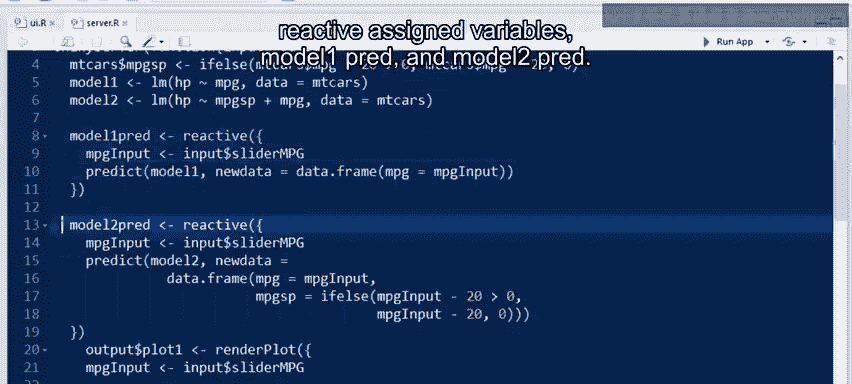 ui.R × server.R ×
reactive assigned variables,
model1 pred, and model2 pred.
Run App
4 mtcars$mpgsp <- ifelse(mtcars$mpg
5 model1 <- lm(hp ~ mpg, data = mtcars)
6 model2 <- lm(hp ~ mpgsp + mpg, data = mtcars)
7
8 model1pred <- reactive({
9 mpgInput <- input$sliderMPG
10 predict(model1, newdata = data.frame(mpg = mpgInput))
11 })
12
13 model2pred <- reactive({
14 mpgInput <- input$sliderMPG
15 predict(model2, newdata =
16 data.frame(mpg = mpgInput,
17 mpgsp = ifelse(mpgInput - 20 > 0,
18 mpgInput - 20, 0)))
19 })
20 output$plot1 <- renderPlot({
21 mpgInput <- input$sliderMPG